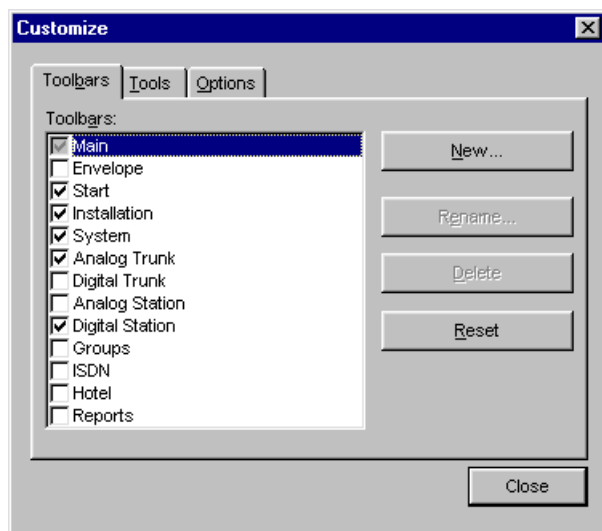 Customize
Toolbars Tools Options
Toolbars:
Main
Envelope
Start
Installation
System
Analog Trunk
Digital Trunk
Analog Station
Digital Station
Groups
ISDN
Hotel
Reports
New...
Rename...
Delete
Reset
Close